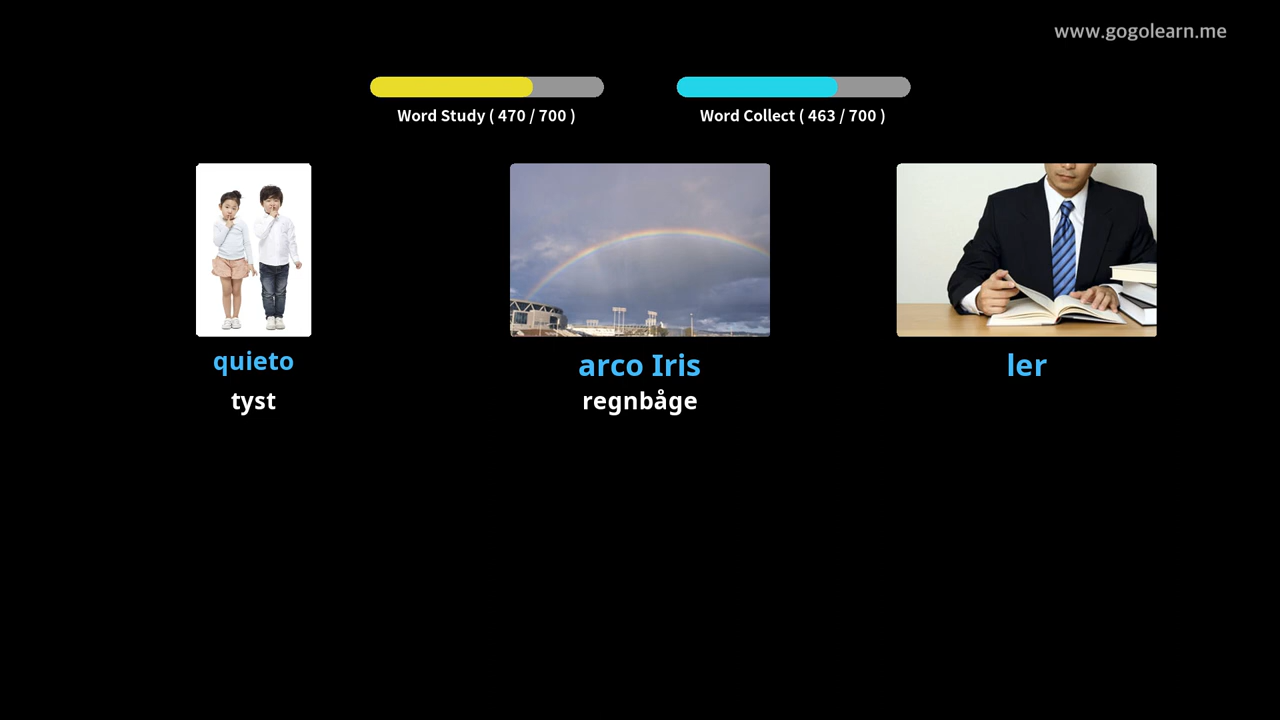 www.gogolearn.me
Word Study ( 470 / 700 )
Word Collect ( 463 / 700 )
quieto
tyst
arco Iris
regnbåge
ler